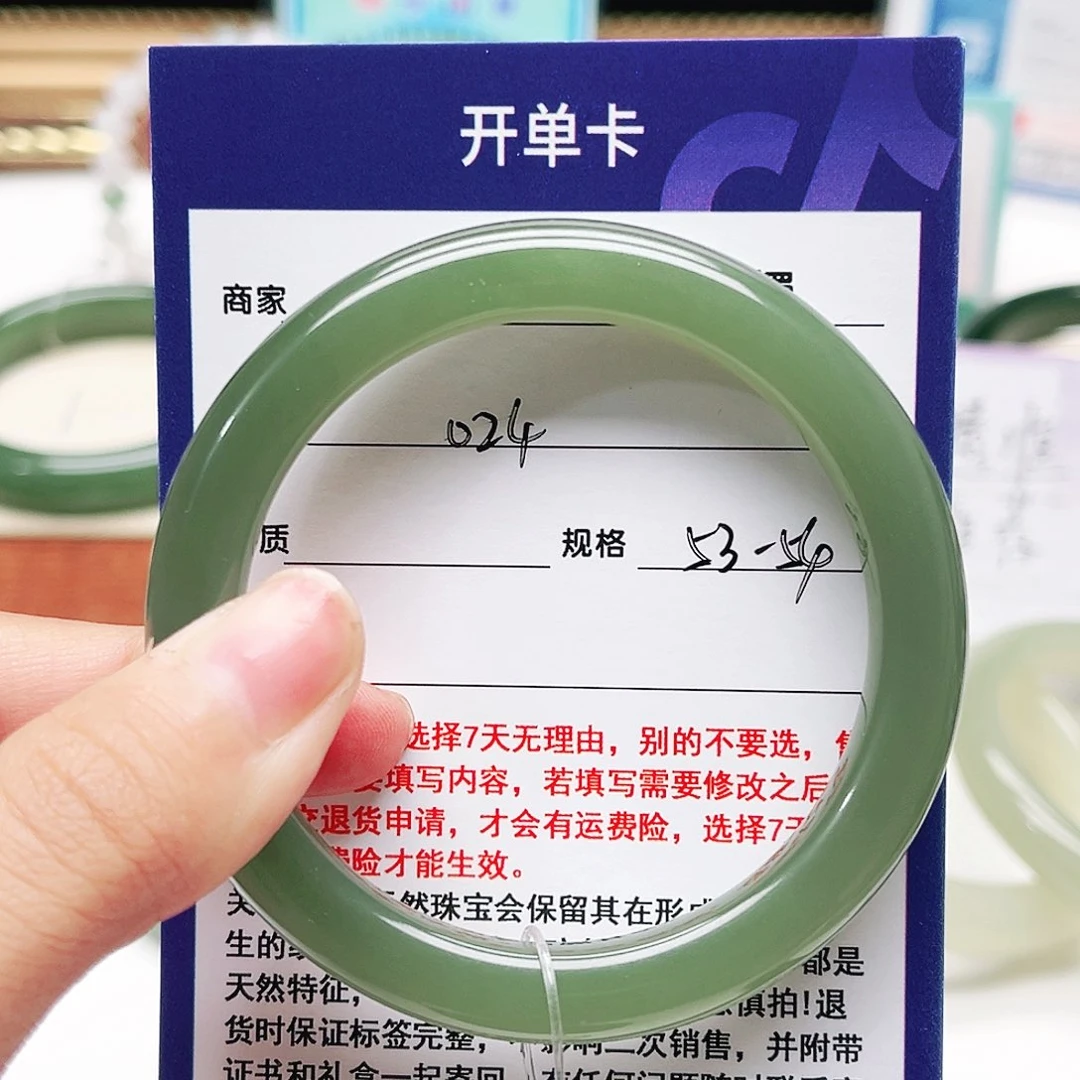 开单卡
商家
024
质 规格 53-54
选择7天无理由，别的不要选，
填写内容，若填写需要修改之后
退货申请，才会有运费险，选择7天
险才能生效。
然珠宝会保留其在形成
生的 都是
天然特征， 慎拍!退
货时保证标签完整， 影响二次销售，并附带
证书和礼盒一起寄回